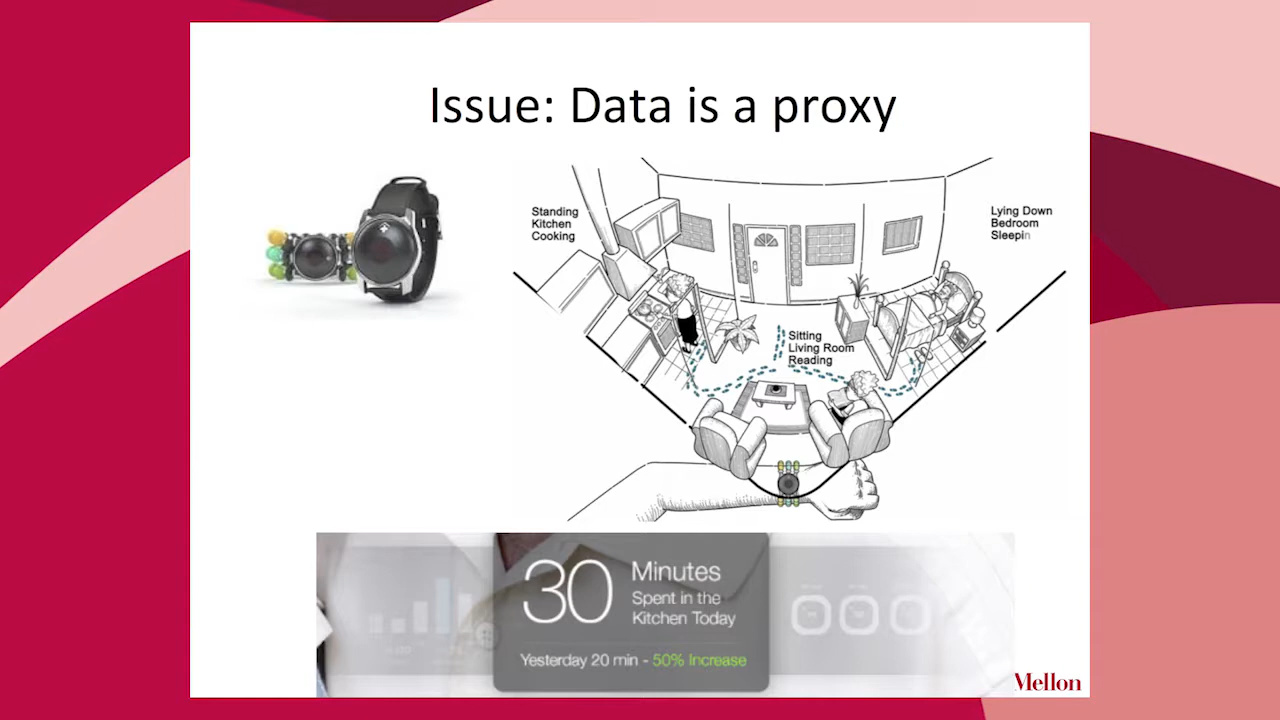 Issue: Data is a proxy
Standing
Kitchen
Cooking
Lying Down
Bedroom
Sleepin
Sitting
Living Room
Reading
30
Minutes
Spent in the
Kitchen Today
Yesterday 20 min - 50% Increase
Mellon